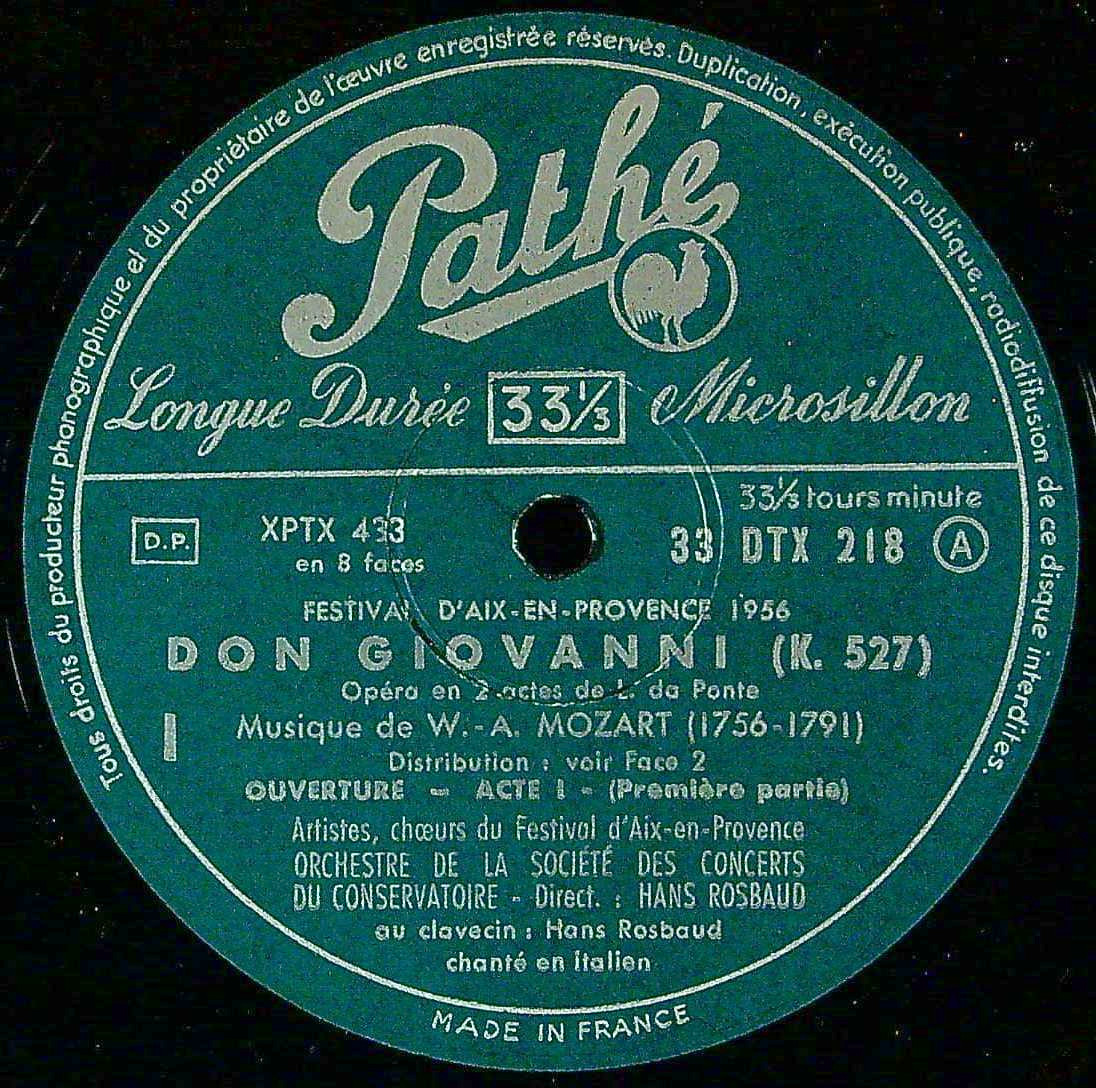 Tous droits du producteur phonographique et du propriétaire de l'œuvre enregistrée réservés. Duplication, exécution publique, radiodiffusion de ce disque interdites.
Pathé
Longue Durée 33⅓ Microsillon
33⅓ tours minute
D.P. XPTX 433 33 DTX 218 A
en 8 faces
FESTIVAL D'AIX-EN-PROVENCE 1956
DON GIOVANNI (K. 527)
Opéra en 2 actes de L. da Ponte
I Musique de W.-A. MOZART (1756-1791)
Distribution : voir Face 2
OUVERTURE - ACTE I - (Première partie)
Artistes, chœurs du Festival d'Aix-en-Provence
ORCHESTRE DE LA SOCIÉTÉ DES CONCERTS
DU CONSERVATOIRE - Direct. : HANS ROSBAUD
au clavecin : Hans Rosbaud
chanté en italien
MADE IN FRANCE